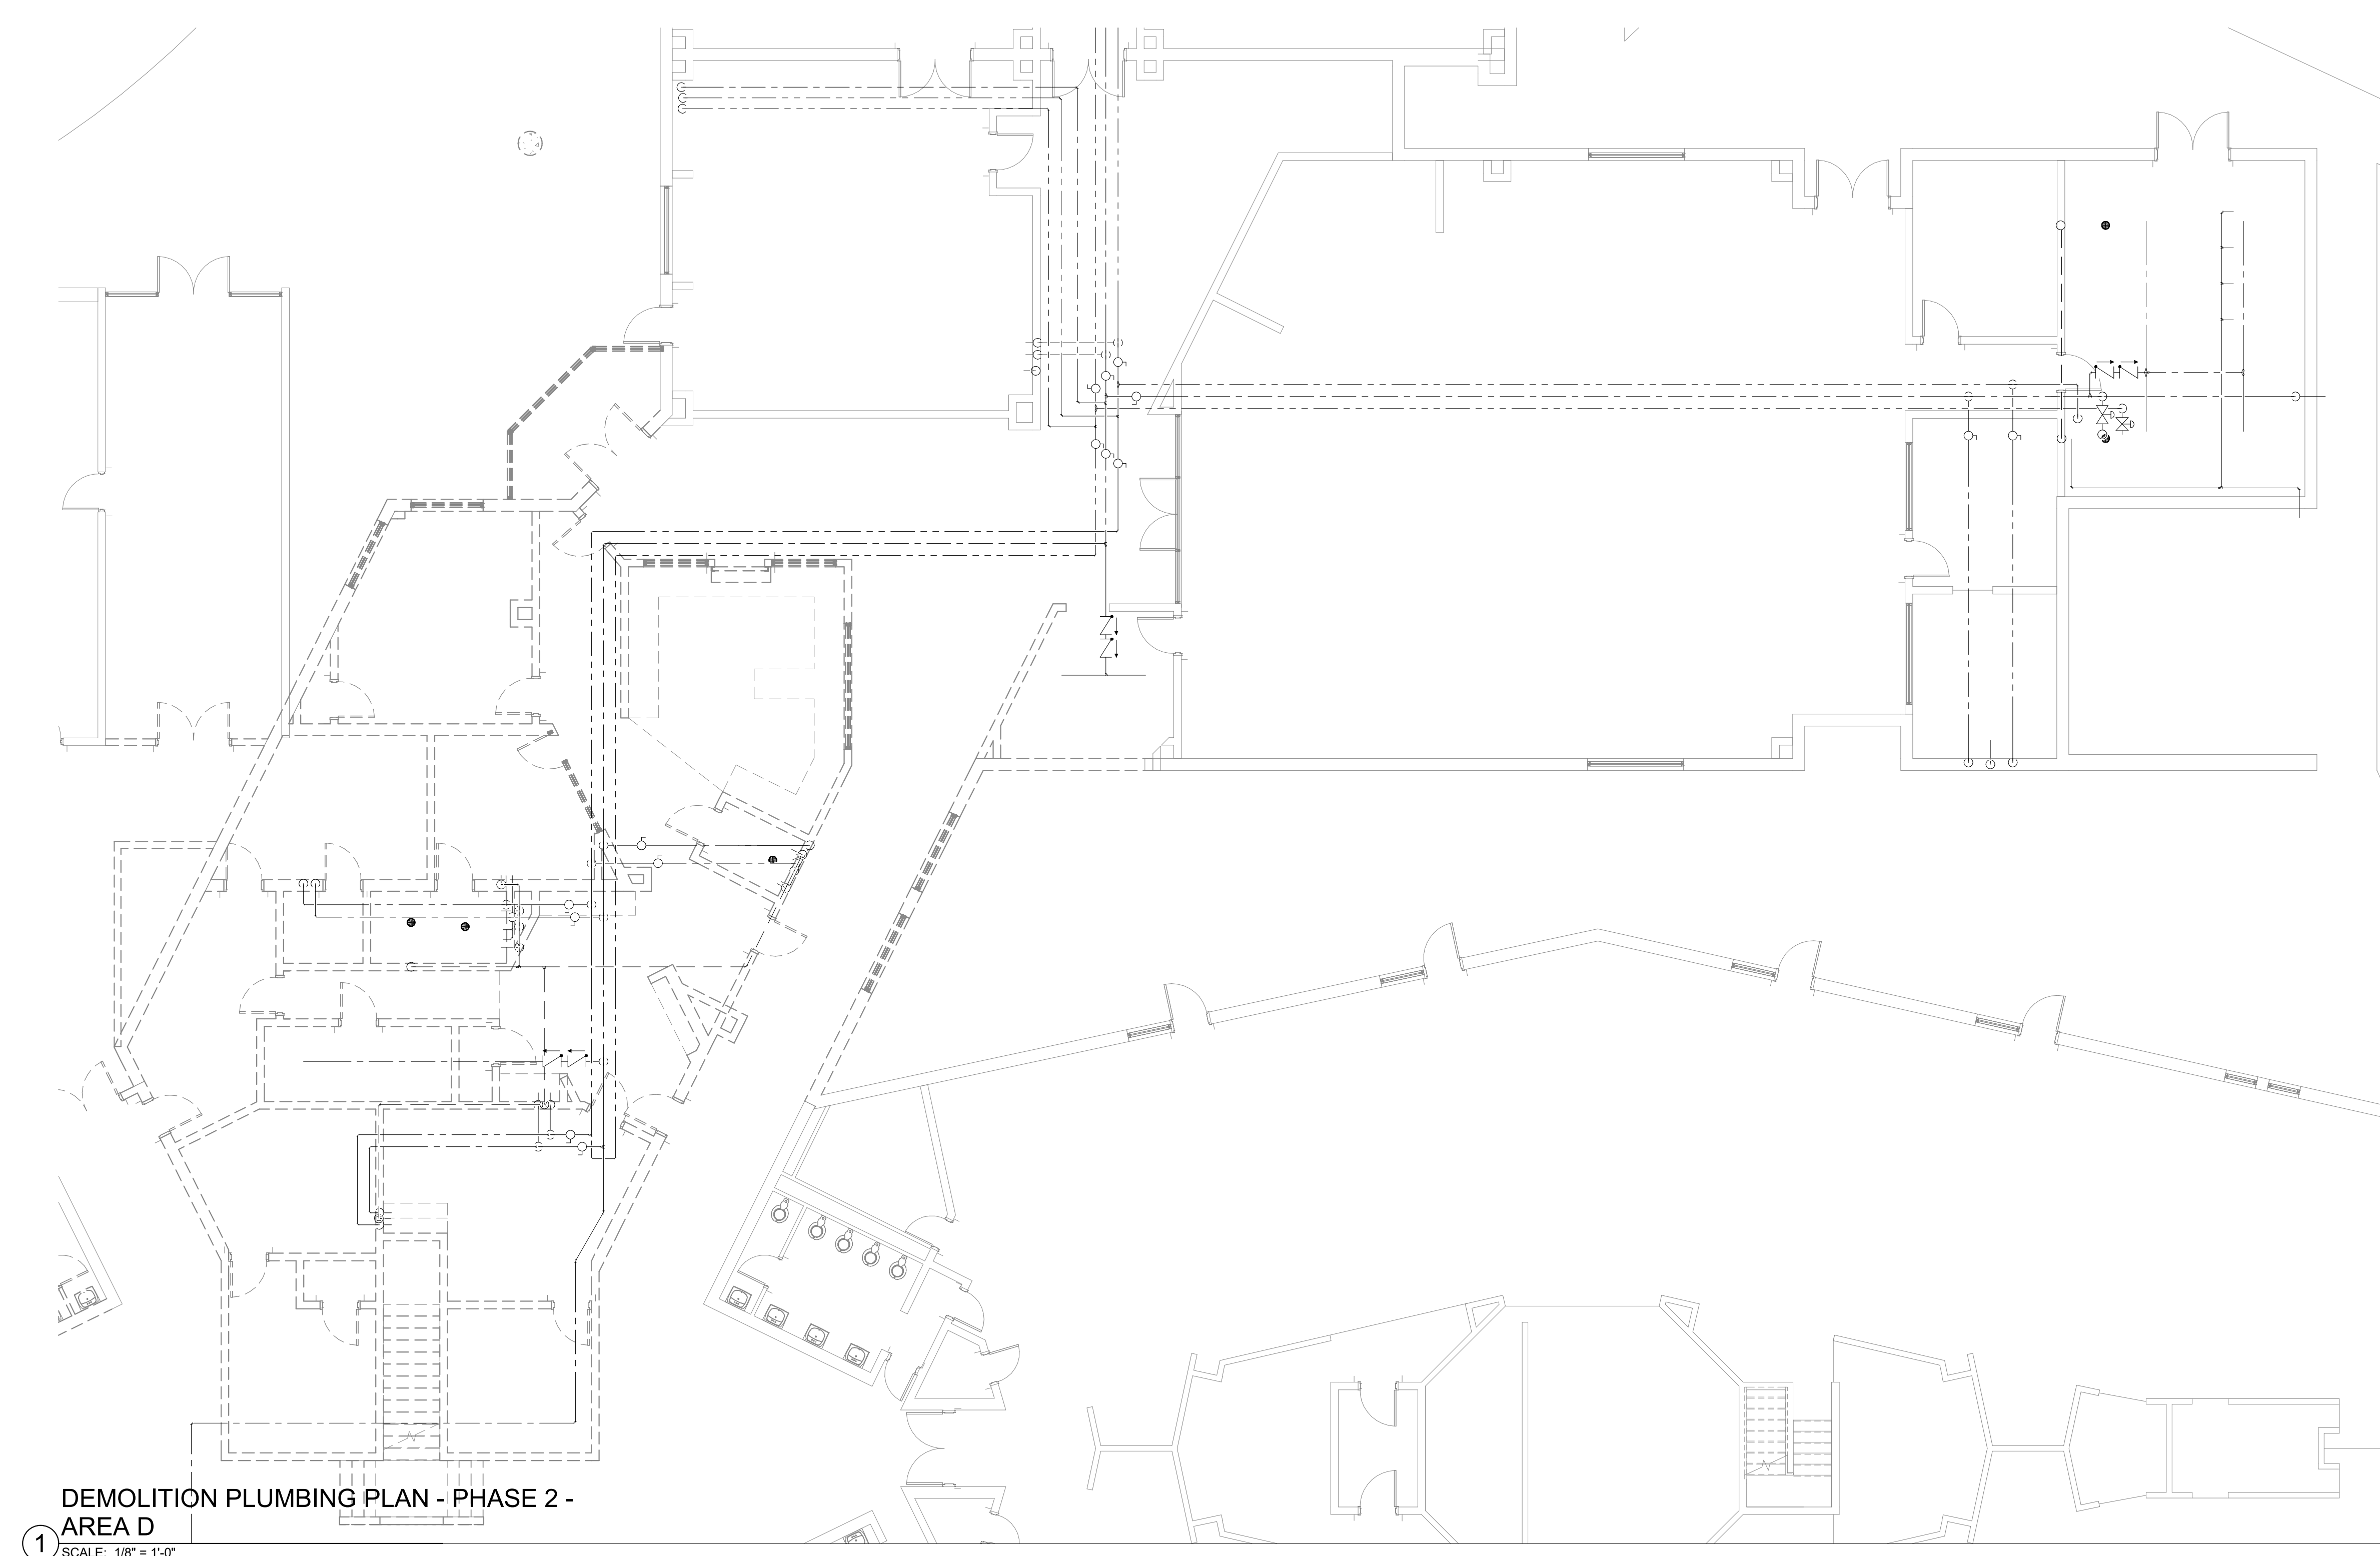 DEMOLITION PLUMBING PLAN - PHASE 2 -
AREA D
1
SCALE: 1/8" = 1'-0"